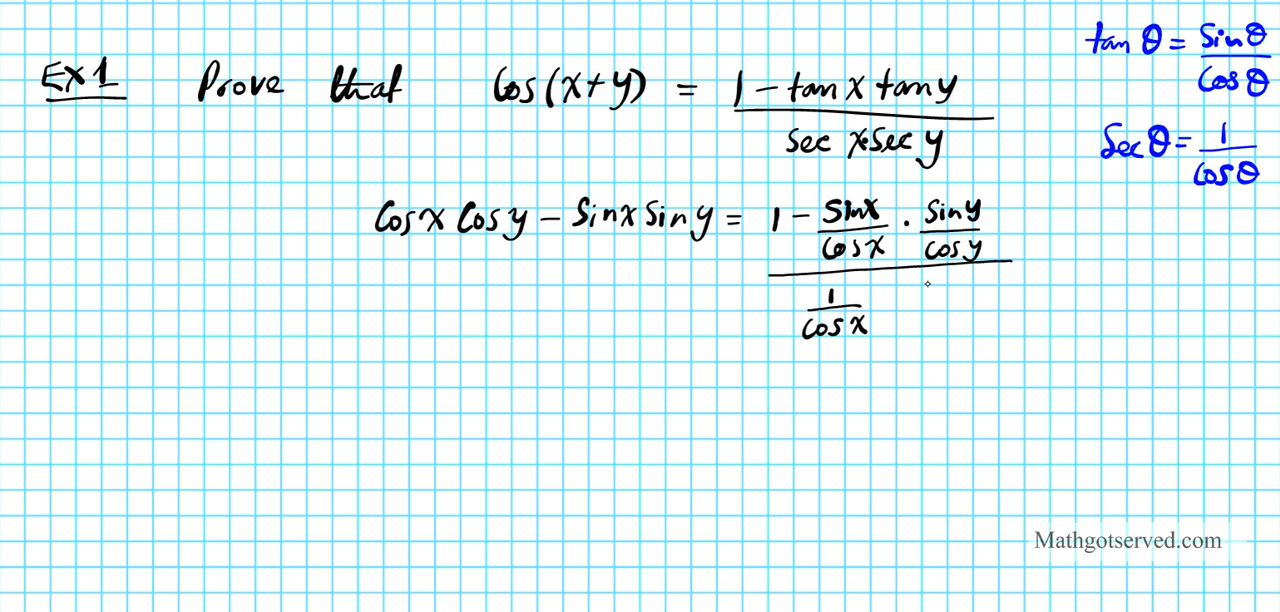 Ex1 Prove that cos(x+y) = (1 - tan x tan y)/(sec x · sec y)
tan θ = sin θ/cos θ
sec θ = 1/cos θ
cos x cos y - sin x sin y = (1 - sin x/cos x · sin y/cos y)/(1/cos x)
Mathgotserved.com